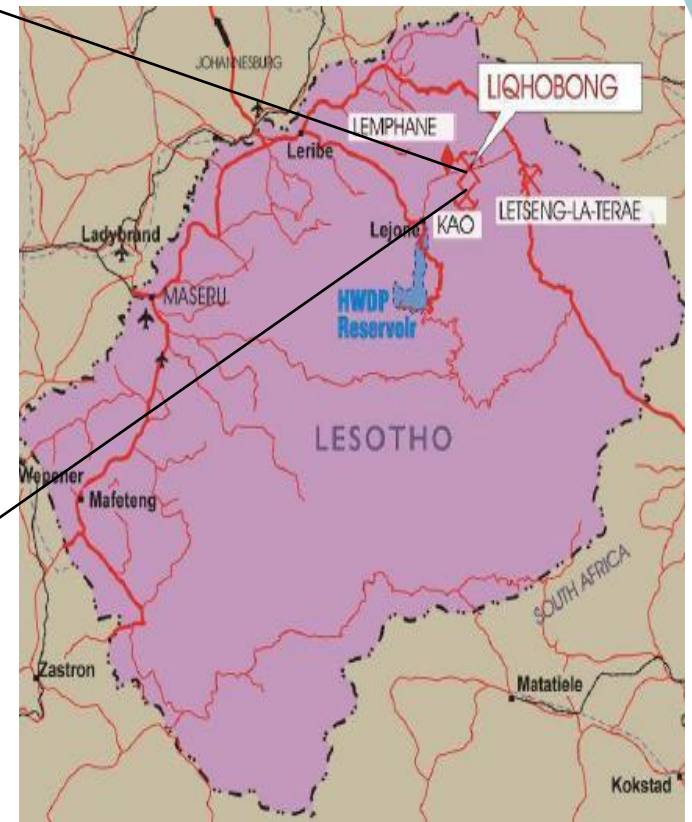 JOHANNESBURG
LIQHOBONG
LEMPHANE
Leribe
LETSENG-LA-TERAE
KAO
Ladybrand
Lejone
MASERU
HWDP
Reservoir
LESOTHO
Wepener
Mafeteng
SOUTH AFRICA
Zastron
Matatiele
Kokstad